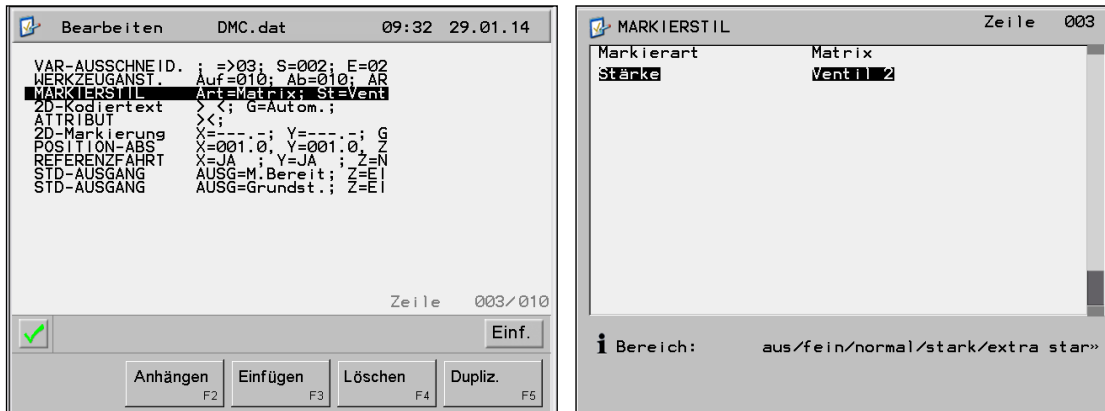 Bearbeiten DMC.dat 09:32 29.01.14
VAR-AUSSCHNEID. ; =>03; S=002; E=02
WERKZEUGANST. Auf=010; Ab=010; AR
MARKIERSTIL Art=Matrix; St=Vent
2D-Kodiertext > <; G=Autom.;
ATTRIBUT ><;
2D-Markierung X=---.-; Y=---.-; G
POSITION-ABS X=001.0, Y=001.0, Z
REFERENZFAHRT X=JA ; Y=JA ; Z=N
STD-AUSGANG AUSG=M.Bereit; Z=EI
STD-AUSGANG AUSG=Grundst.; Z=EI
Zeile 003/010
Einf.
Anhängen F2 Einfügen F3 Löschen F4 Dupliz. F5
MARKIERSTIL Zeile 003
Markierart Matrix
Stärke Ventil 2
i Bereich: aus/fein/normal/stark/extra star»